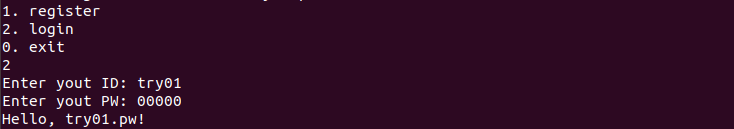 1. register
2. login
0. exit
2
Enter yout ID: try01
Enter yout PW: 00000
Hello, try01.pw!